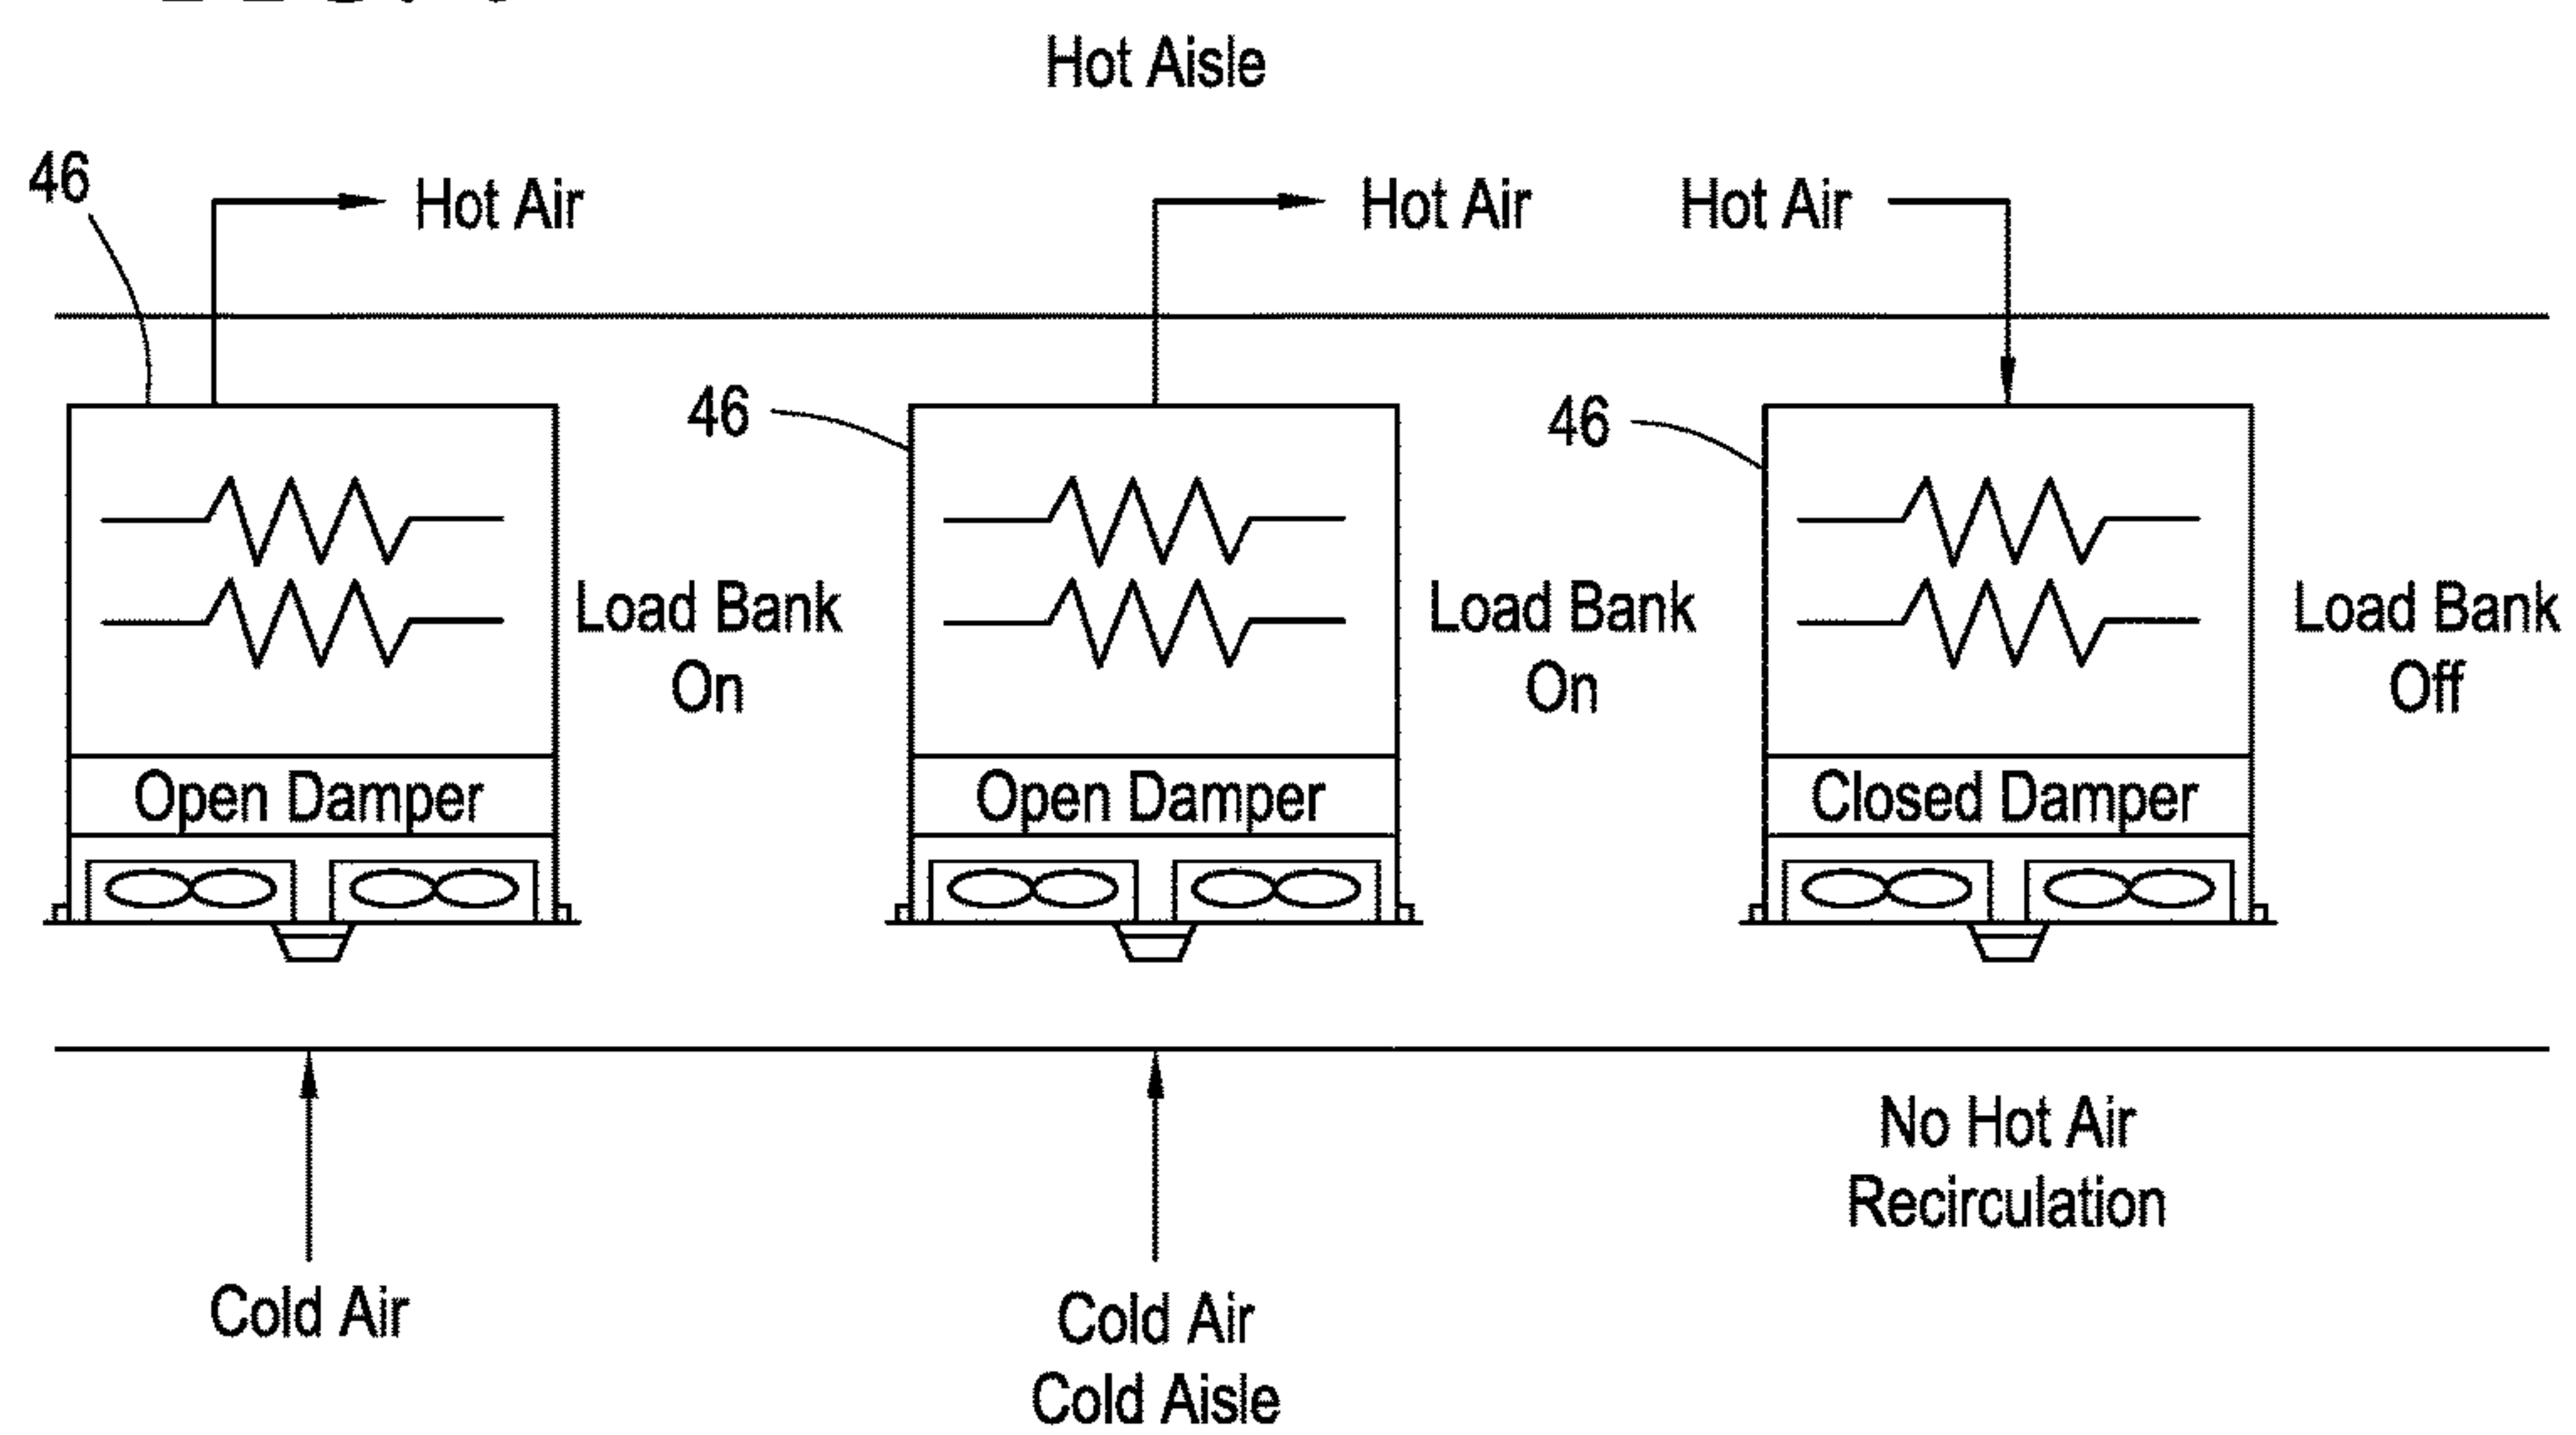 Hot Aisle
46
Hot Air
Hot Air
Hot Air
46
46
Load Bank
On
Load Bank
On
Load Bank
Off
Open Damper
Open Damper
Closed Damper
No Hot Air
Recirculation
Cold Air
Cold Air
Cold Aisle